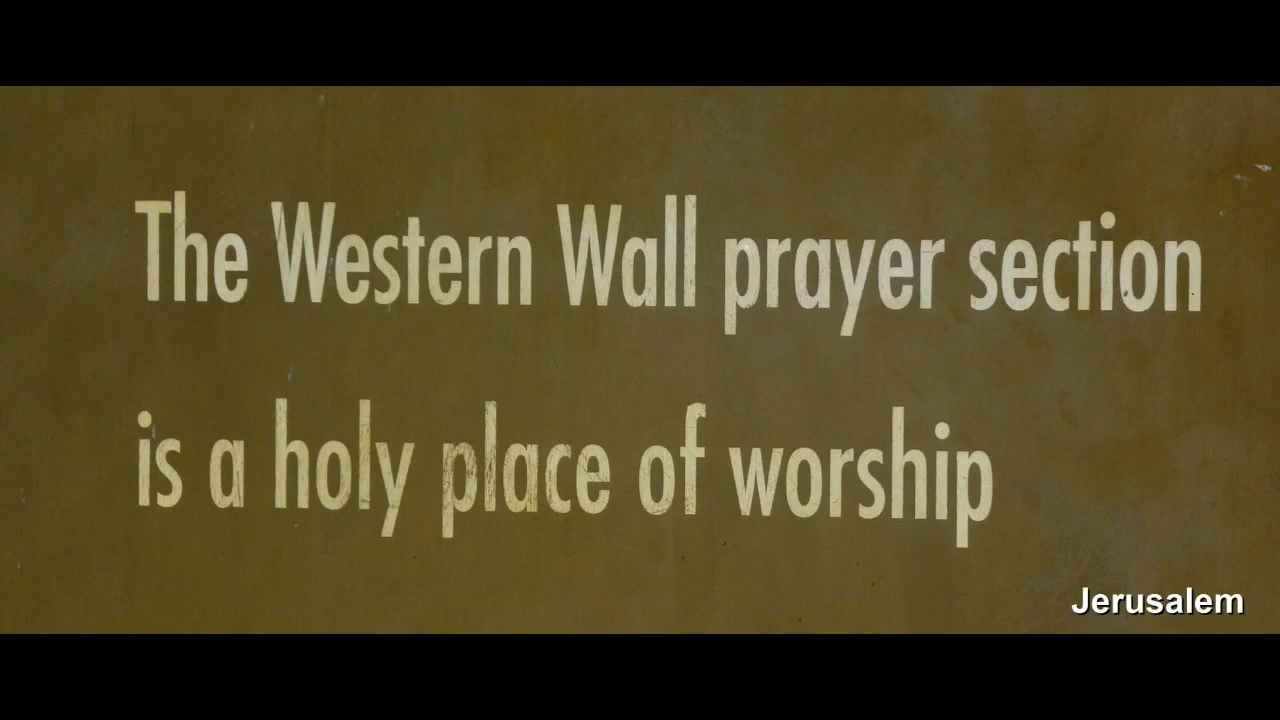 The Western Wall prayer section
is a holy place of worship
Jerusalem